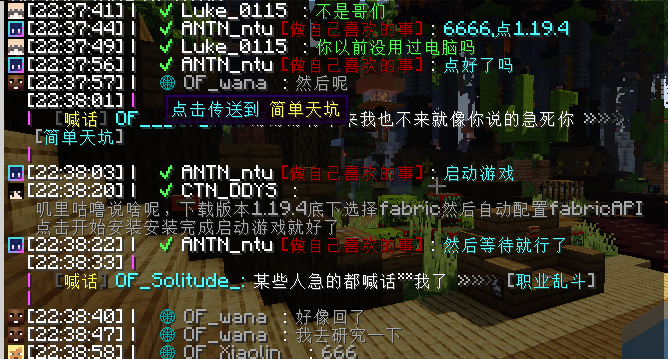 [22:37:41] | ✔ Luke_0115 : 不是哥们
[22:37:44] | ✔ ANTN_ntu [做自己喜欢的事] : 6666,点1.19.4
[22:37:49] | ✔ Luke_0115 : 你以前没用过电脑吗
[22:37:56] | ✔ ANTN_ntu [做自己喜欢的事] : 点好了吗
[22:37:57] | OF_wana : 然后呢
[22:38:01] |
点击传送到 简单天坑
[喊话] 来我也不来就像你说的急死你 »»»
[简单天坑]
|
[22:38:03] | ✔ ANTN_ntu [做自己喜欢的事] : 启动游戏
[22:38:20] | ✔ CTN_DDYS :
叽里咕噜说啥呢，下载版本1.19.4底下选择fabric然后自动配置fabricAPI
点击开始安装安装完成启动游戏就好了
[22:38:22] | ✔ ANTN_ntu [做自己喜欢的事] : 然后等待就行了
[22:38:33] |
[喊话] OF_Solitude_: 某些人急的都喊话**我了 »»» [职业乱斗]
|
[22:38:40] | OF_wana : 好像回了
[22:38:47] | OF_wana : 我去研究一下
[22:38:58] | OF_Xiaolin : 666